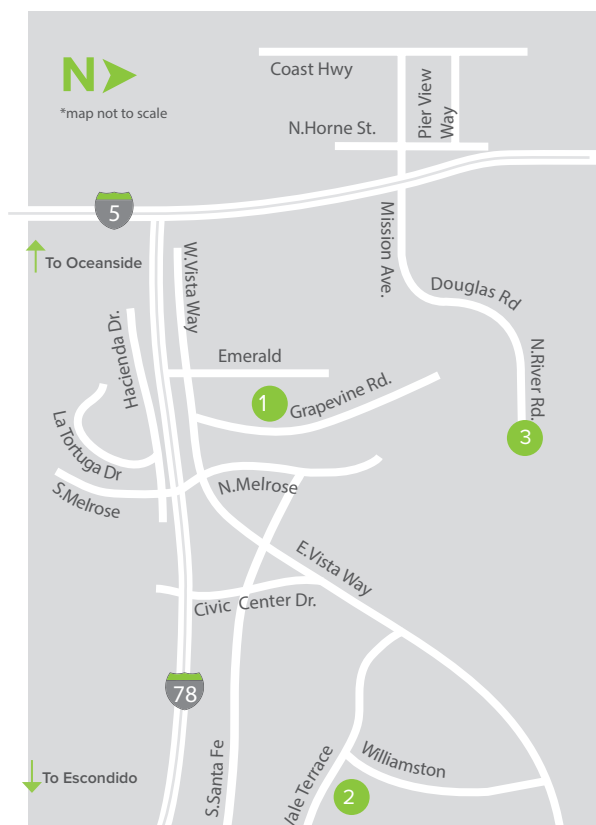 Coast Hwy
N
*map not to scale
Pier View
Way
N.Horne St.
5
Mission Ave.
To Oceanside
W.Vista Way
Douglas Rd
Hacienda Dr.
Emerald
N.River Rd.
1
Grapevine Rd.
La Tortuga Dr
3
S.Melrose
N.Melrose
E.Vista Way
Civic Center Dr.
78
S.Santa Fe
Vale Terrace
Williamston
To Escondido
2